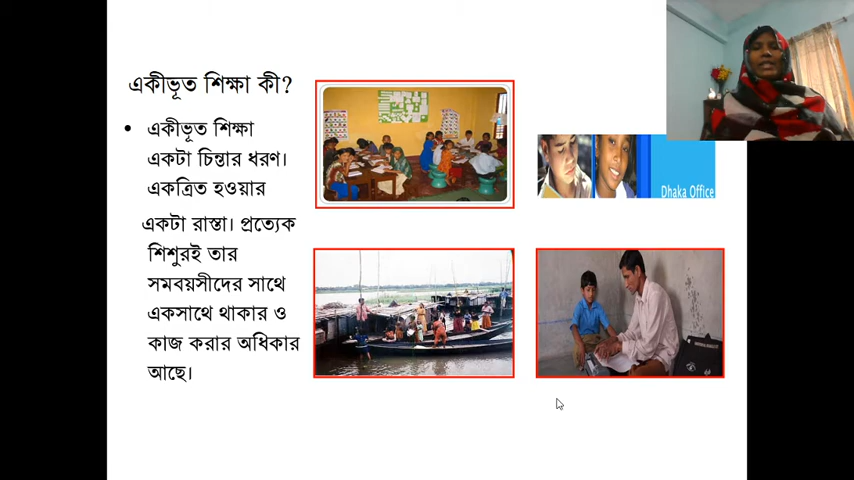 একীভূত শিক্ষা কী?
• একীভূত শিক্ষা
একটা চিন্তার ধরণ।
একত্রিত হওয়ার
একটা রাস্তা। প্রত্যেক
শিশুরই তার
সমবয়সীদের সাথে
একসাথে থাকার ও
কাজ করার অধিকার
আছে।
Dhaka Office